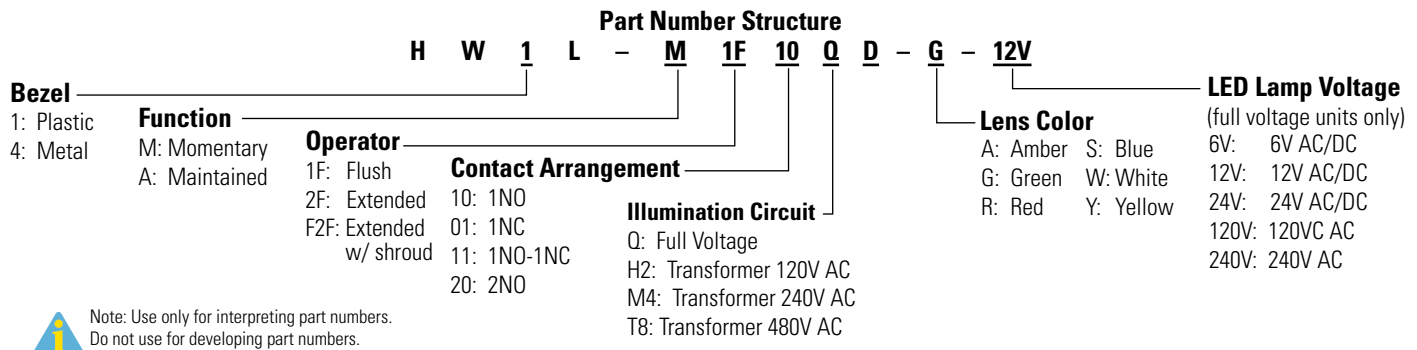 Part Number Structure
H W 1 L – M 1F 10 Q D – G – 12V
Bezel
1: Plastic
4: Metal
Function
M: Momentary
A: Maintained
Operator
1F: Flush
2F: Extended
F2F: Extended
w/ shroud
Contact Arrangement
10: 1NO
01: 1NC
11: 1NO-1NC
20: 2NO
Illumination Circuit
Q: Full Voltage
H2: Transformer 120V AC
M4: Transformer 240V AC
T8: Transformer 480V AC
Lens Color
A: Amber S: Blue
G: Green W: White
R: Red Y: Yellow
LED Lamp Voltage
(full voltage units only)
6V: 6V AC/DC
12V: 12V AC/DC
24V: 24V AC/DC
120V: 120VC AC
240V: 240V AC
Note: Use only for interpreting part numbers.
Do not use for developing part numbers.